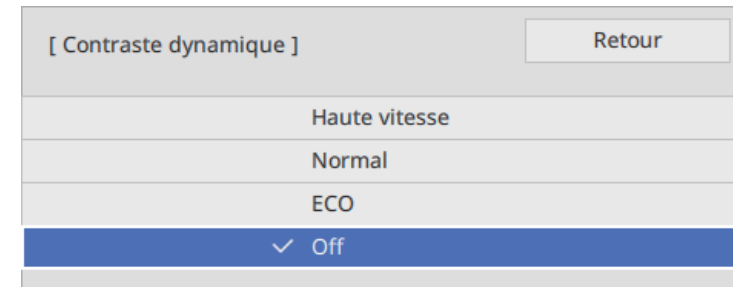 [ Contraste dynamique ]
Retour
Haute vitesse
Normal
ECO
Off